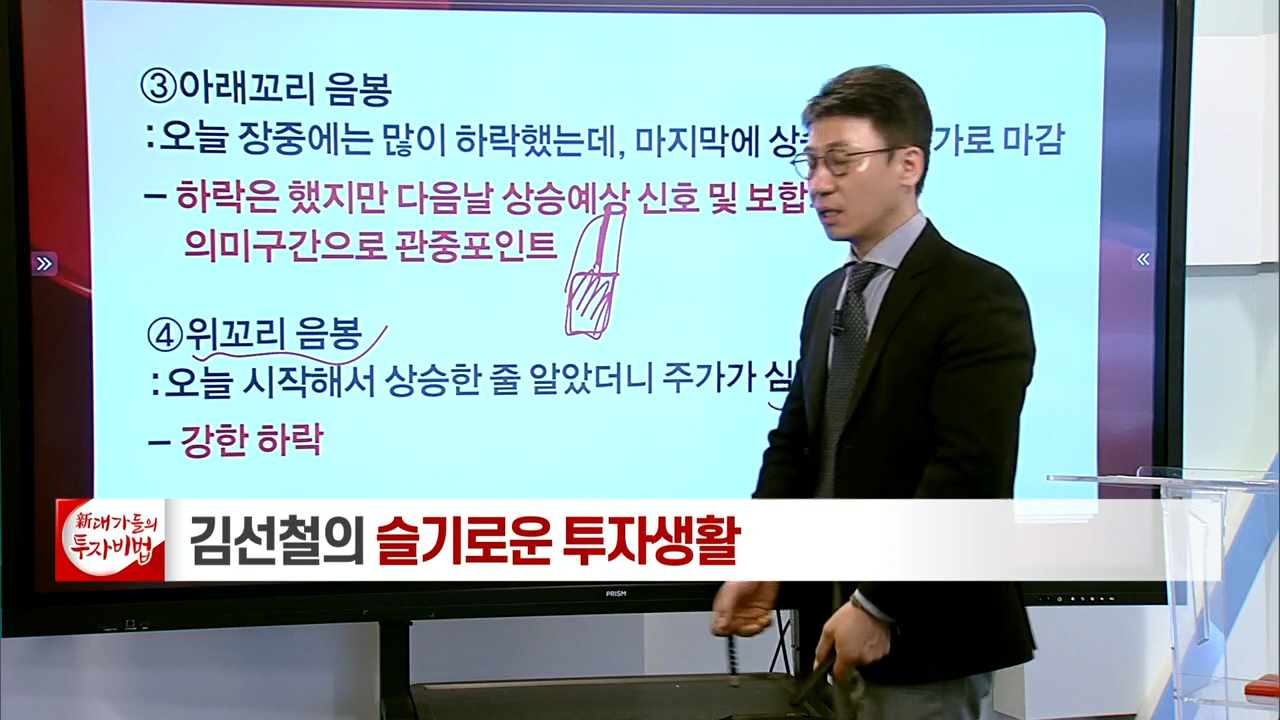 ③아래꼬리 음봉
:오늘 장중에는 많이 하락했는데, 마지막에 가로 마감
– 하락은 했지만 다음날 상승예상 신호 및 보합
의미구간으로 관중포인트
④위꼬리 음봉
:오늘 시작해서 상승한 줄 알았더니 주가가
– 강한 하락
新대가들의
투자비법
김선철의 슬기로운 투자생활
PRISM